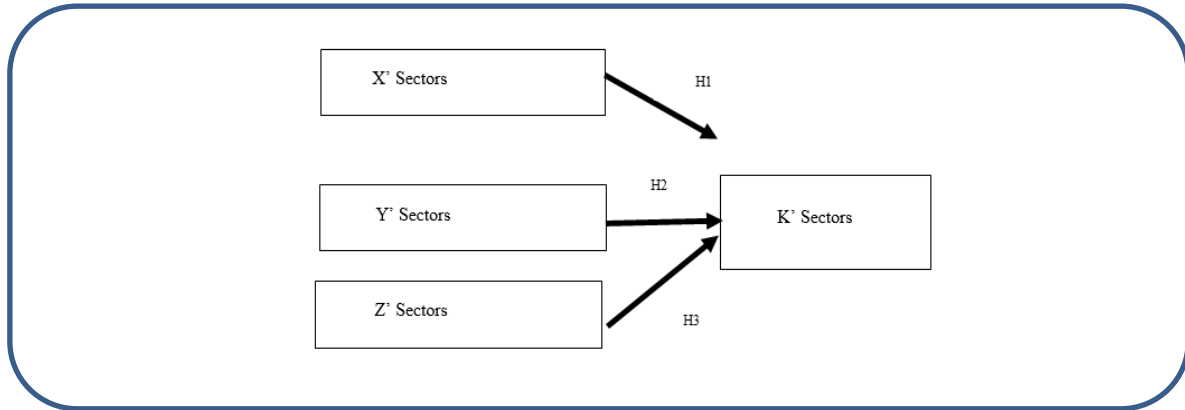 X’ Sectors
H1
H2
Y’ Sectors
K’ Sectors
Z’ Sectors
H3